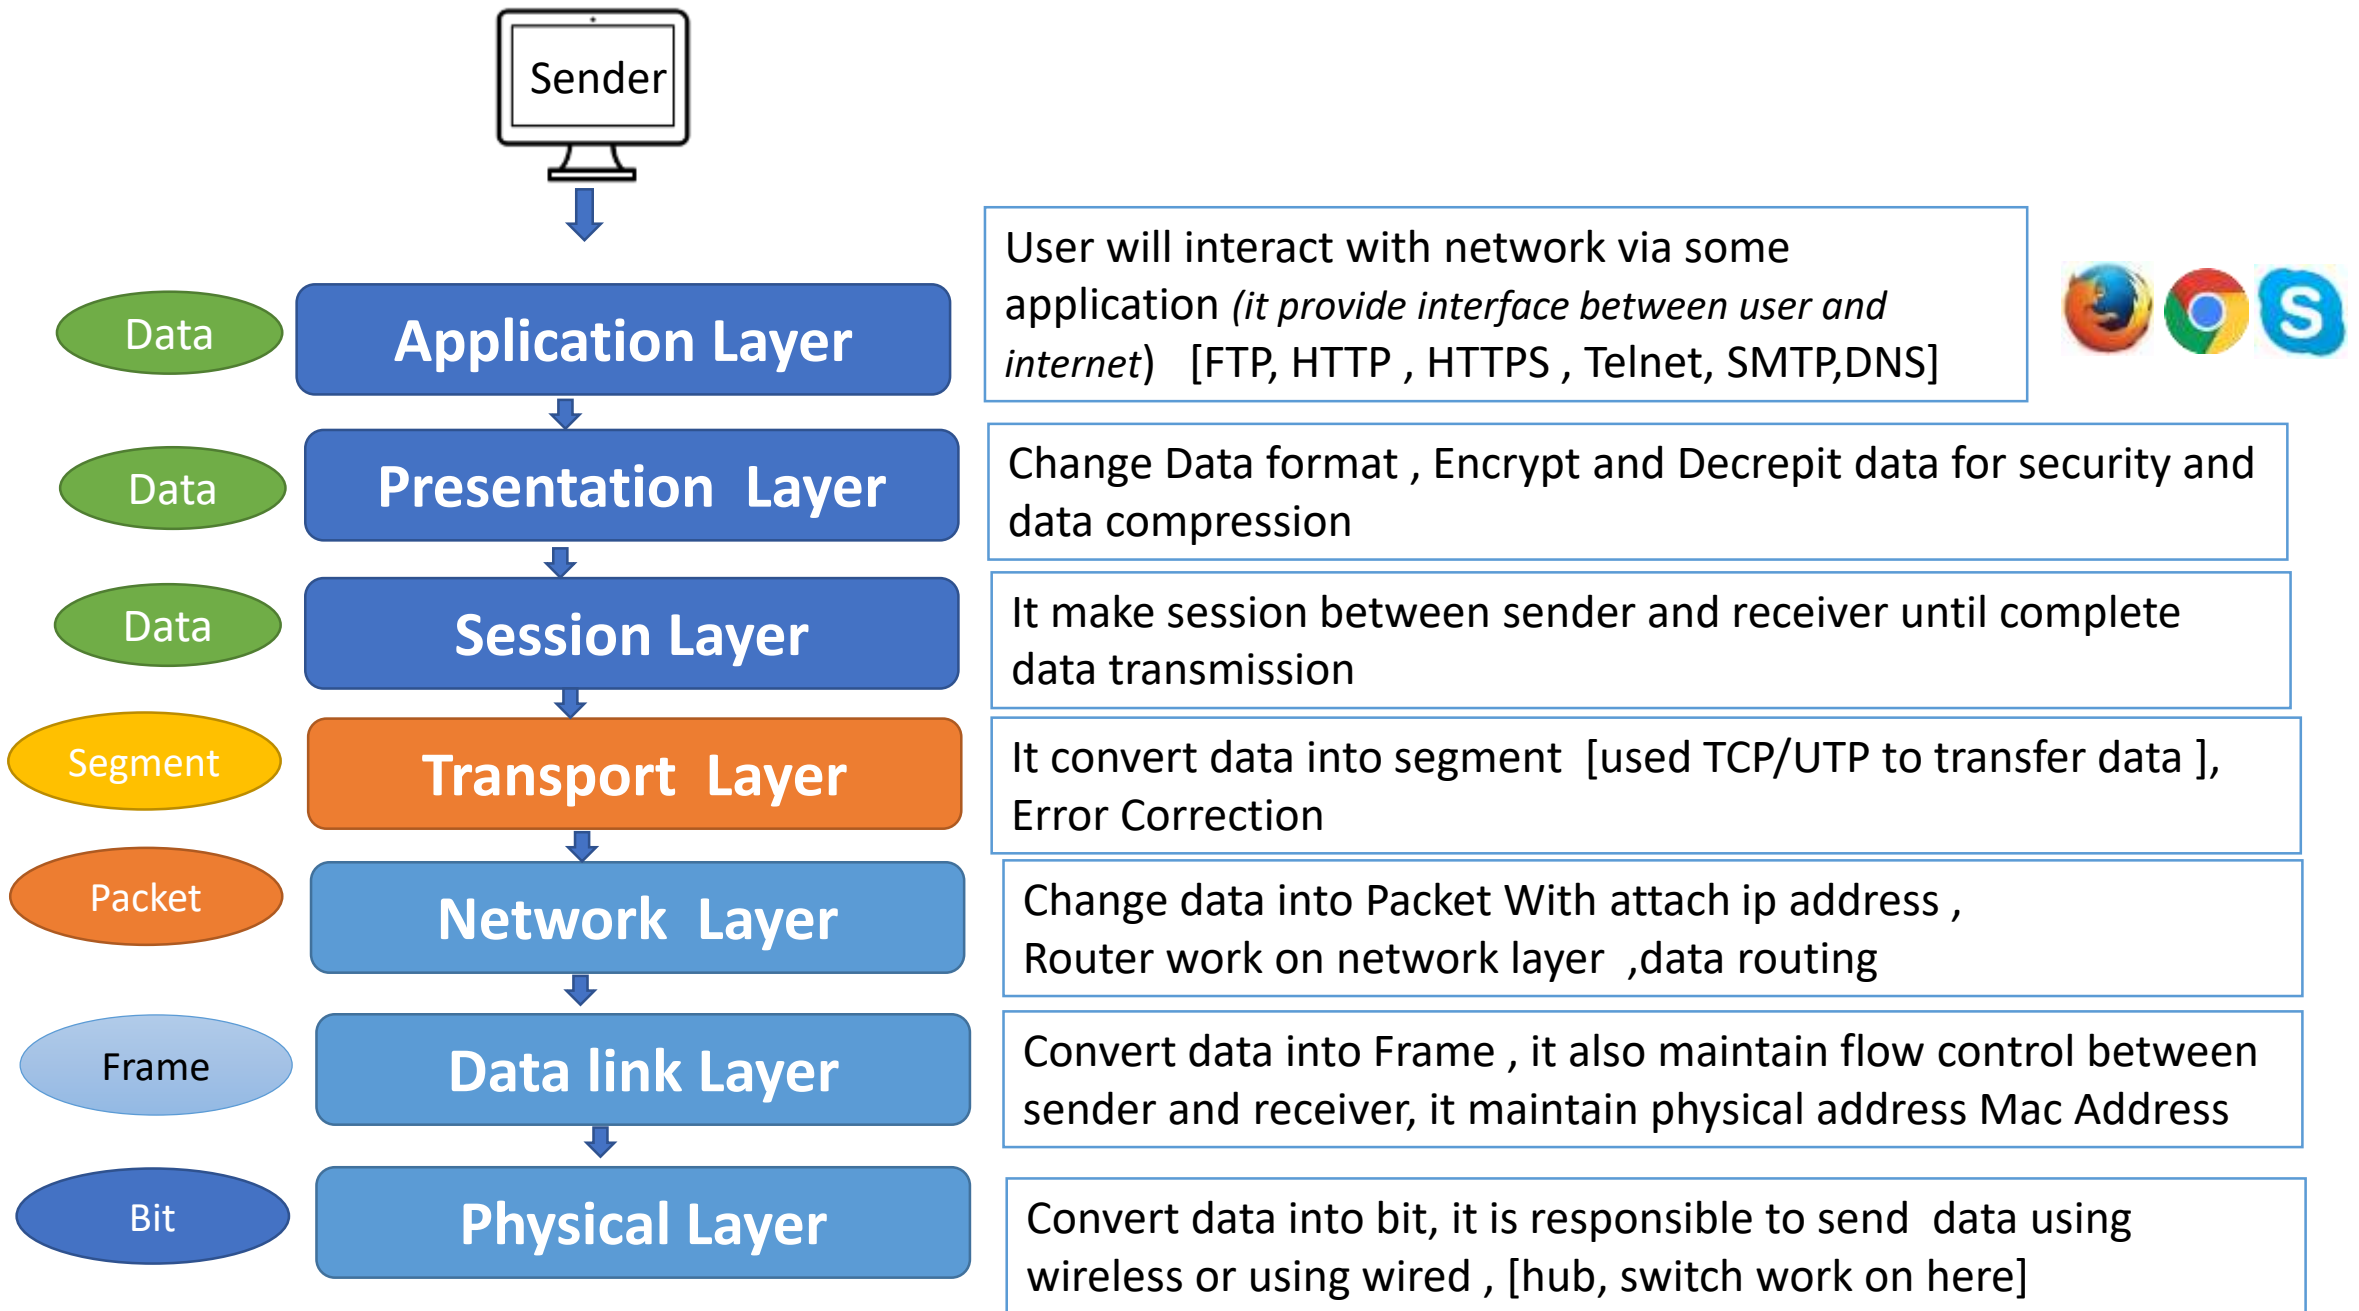 Sender
Data
Application Layer
User will interact with network via some
application (it provide interface between user and
internet)   [FTP, HTTP , HTTPS , Telnet, SMTP,DNS]
S
Data
Presentation  Layer
Change Data format , Encrypt and Decrepit data for security and
data compression
Data
Session Layer
It make session between sender and receiver until complete
data transmission
Segment
Transport  Layer
It convert data into segment  [used TCP/UTP to transfer data ],
Error Correction
Packet
Network  Layer
Change data into Packet With attach ip address ,
Router work on network layer  ,data routing
Frame
Data link Layer
Convert data into Frame , it also maintain flow control between
sender and receiver, it maintain physical address Mac Address
Bit
Physical Layer
Convert data into bit, it is responsible to send  data using
wireless or using wired , [hub, switch work on here]